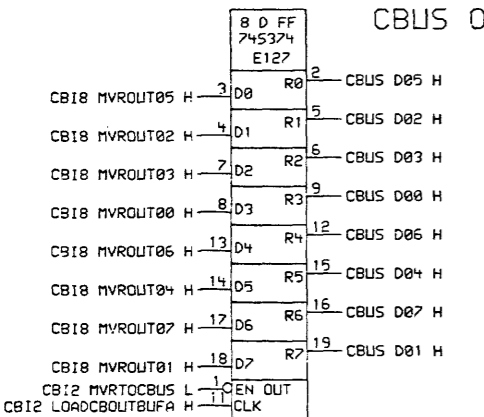 CBUS O
8 D FF
74S374
E127
R0 2 CBUS D05 H
CBI8 MVROUT05 H 3 D0
R1 5 CBUS D02 H
CBI8 MVROUT02 H 4 D1
R2 6 CBUS D03 H
CBI8 MVROUT03 H 7 D2
R3 9 CBUS D00 H
CBI8 MVROUT00 H 8 D3
R4 12 CBUS D06 H
CBI8 MVROUT06 H 13 D4
R5 15 CBUS D04 H
CBI8 MVROUT04 H 14 D5
R6 16 CBUS D07 H
CBI8 MVROUT07 H 17 D6
R7 19 CBUS D01 H
CBI8 MVROUT01 H 18 D7
CBI2 MVRTOCBUS L 1 EN OUT
CBI2 LOADCBOUTBUFA H 11 CLK